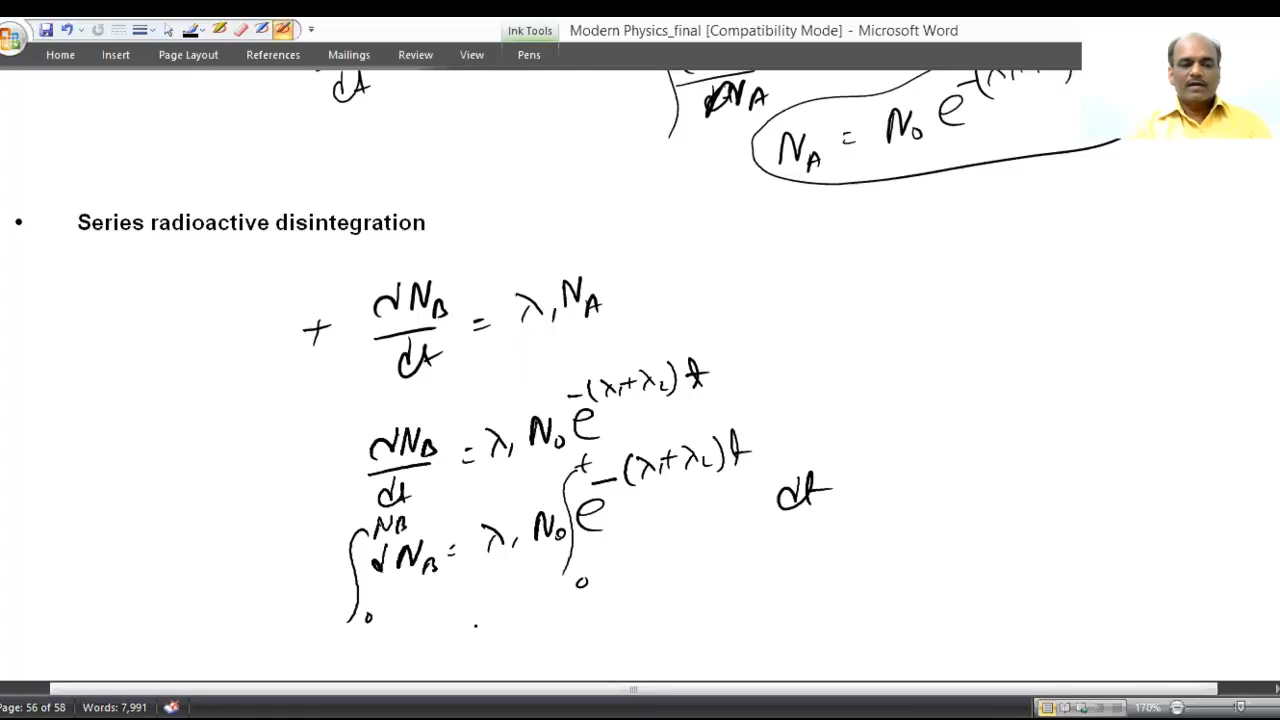 Ink Tools
Modern Physics_final [Compatibility Mode] - Microsoft Word
Home Insert Page Layout References Mailings Review View Pens
dt
dN_A
N_A = N_0 e^{-(λ
• Series radioactive disintegration
+ dN_B/dt = λ_1 N_A
dN_B/dt = λ_1 N_0 e^{-(λ_1+λ_2)t}
∫_0^{N_B} dN_B = λ_1 N_0 ∫_0^t e^{-(λ_1+λ_2)t} dt
Page: 56 of 58 Words: 7,991 170%